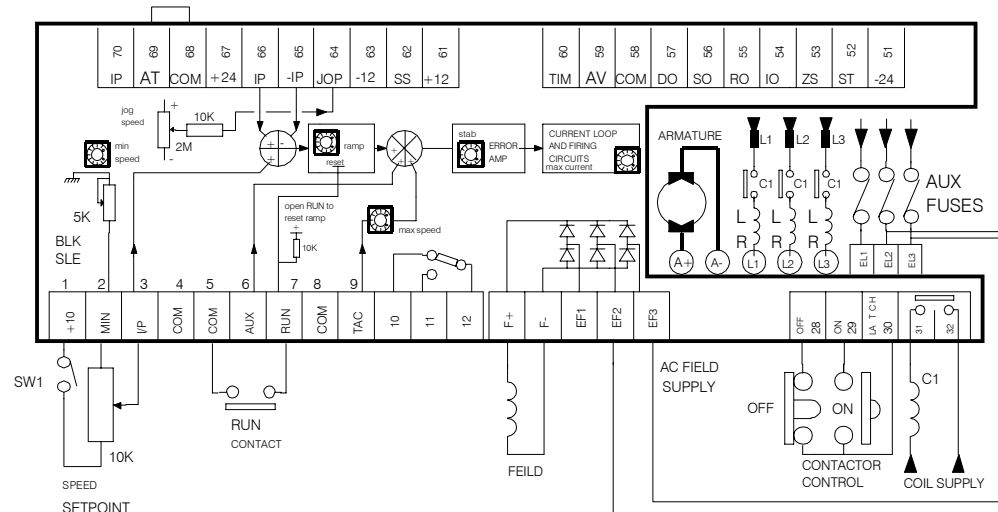 70 69 68 67 66 65 64 63 62 61
IP AT COM +24 IP -IP JOP -12 SS +12
60 59 58 57 56 55 54 53 52 51
TIM AV COM DO SO RO IO ZS ST -24
jog
speed
+
-
10K
2M
min
speed
5K
BLK
SLE
+ -
+ +
ramp
reset
open RUN to
reset ramp
+
10K
+ +
+ +
max speed
stab
ERROR
AMP
CURRENT LOOP
AND FIRING
CIRCUITS
max current
ARMATURE
A+ A-
L1 L2 L3
C1 C1 C1
L L L
R R R
L1 L2 L3
AUX
FUSES
EL1 EL2 EL3
1 2 3 4 5 6 7 8 9 10 11 12
+10 MIN I/P COM COM AUX RUN COM TAC
F+ F- EF1 EF2 EF3
OFF ON LATCH
28 29 30 31 32
SW1
10K
SPEED
SETPOINT
RUN
CONTACT
FEILD
AC FIELD
SUPPLY
OFF ON
C1
CONTACTOR
CONTROL
COIL SUPPLY